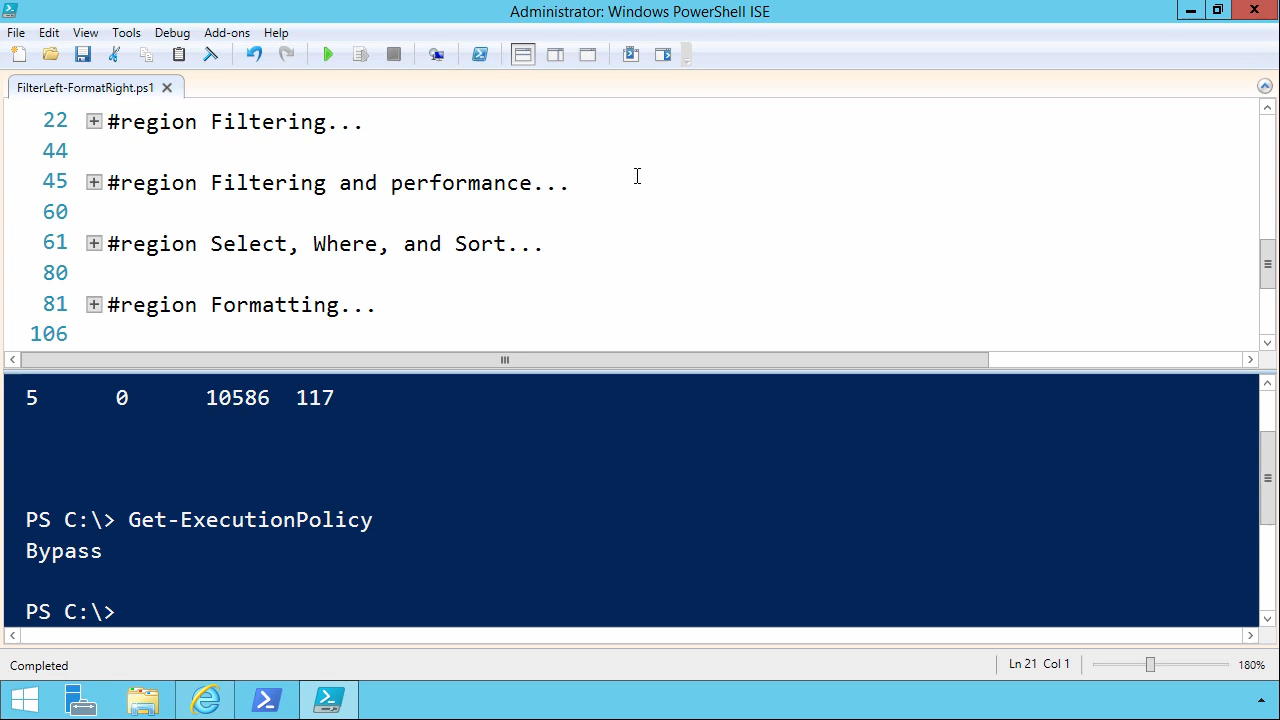 Administrator: Windows PowerShell ISE
File Edit View Tools Debug Add-ons Help
FilterLeft-FormatRight.ps1
22 #region Filtering...
44
45 #region Filtering and performance...
60
61 #region Select, Where, and Sort...
80
81 #region Formatting...
106
5 0 10586 117
PS C:\> Get-ExecutionPolicy
Bypass
PS C:\>
Completed Ln 21 Col 1 180%